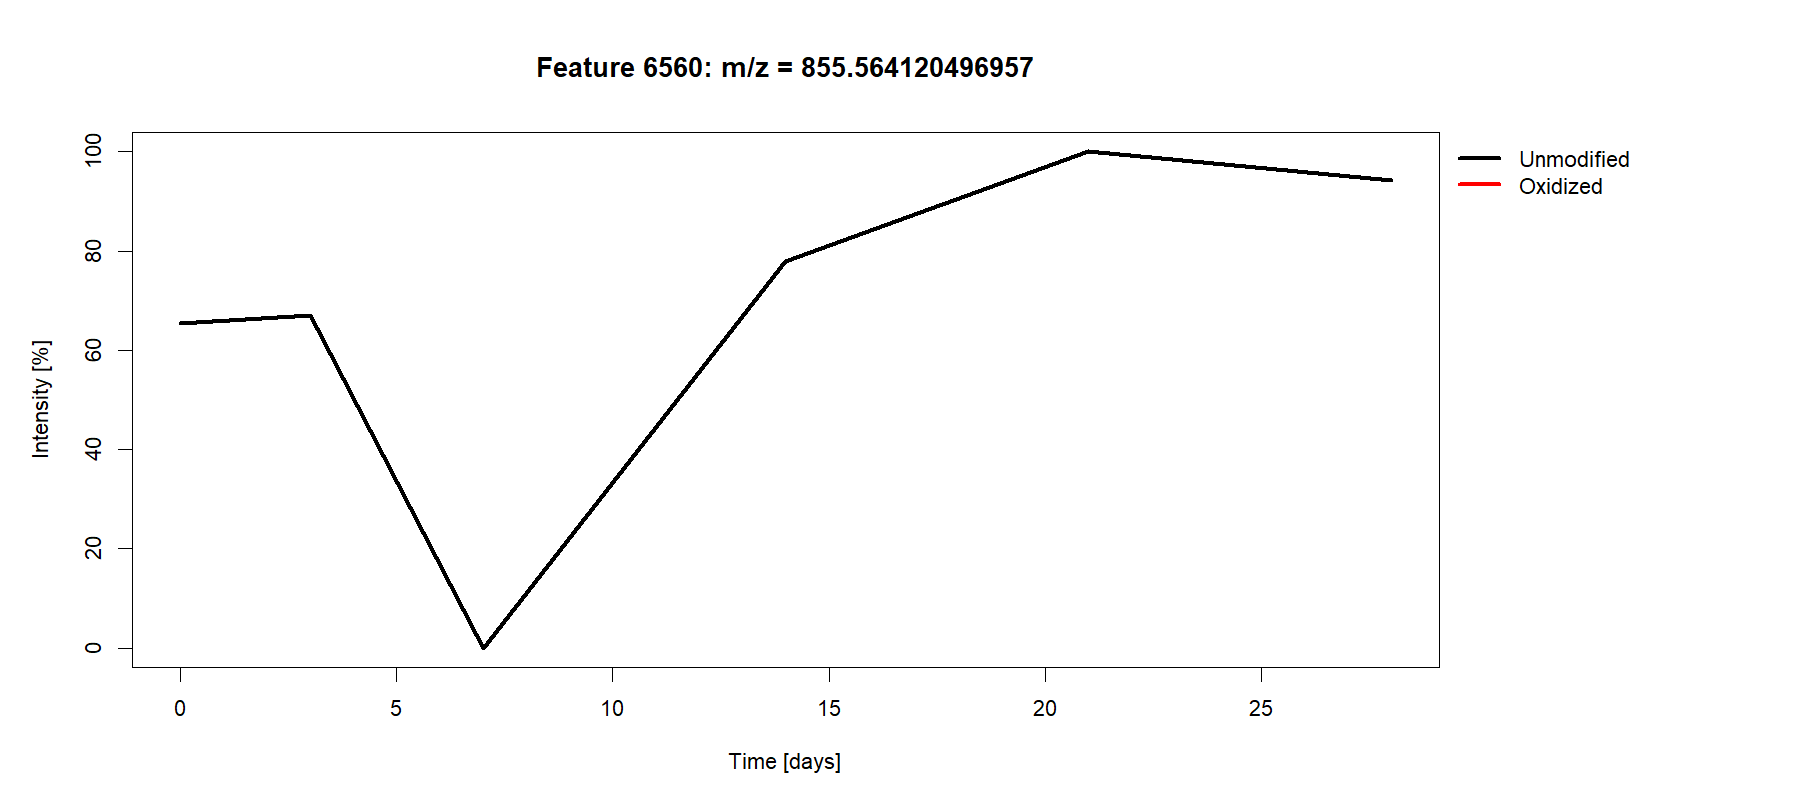 Feature 6560: m/z = 855.564120496957
Unmodified
Oxidized
100
80
60
40
20
0
Intensity [%]
0 5 10 15 20 25
Time [days]